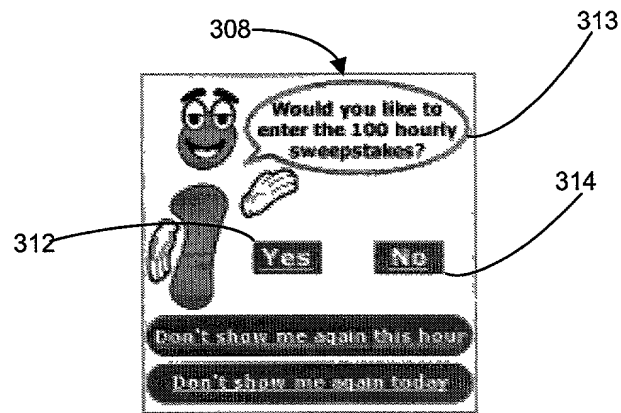 308
313
Would you like to
enter the 100 hourly
sweepstakes?
314
312
Yes
No
Don't show me again this hour
Don't show me again today